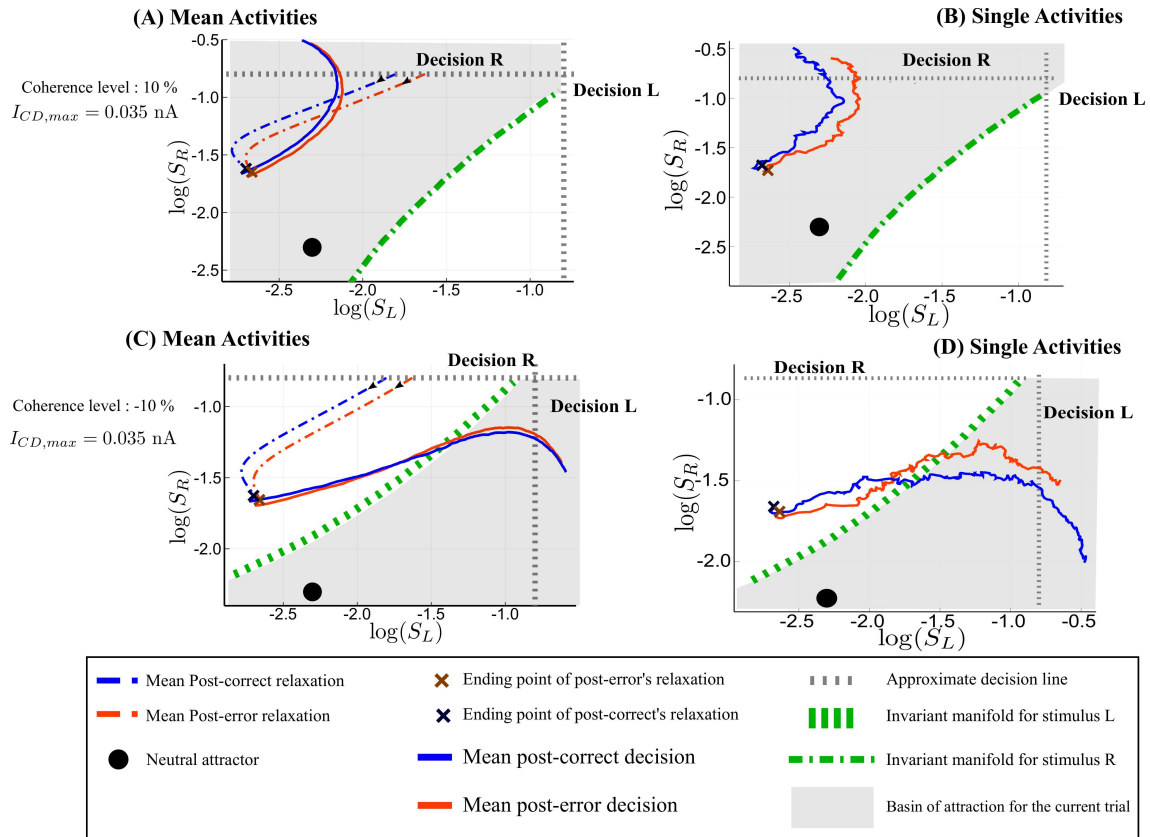 (A) Mean Activities
(B) Single Activities
Coherence level : 10 %
I_{CD,max} = 0.035 nA
-0.5
-1.0
-1.5
-2.0
-2.5
log(S_R)
Decision R
Decision L
-2.5 -2.0 -1.5 -1.0
log(S_L)
-0.5
-1.0
-1.5
-2.0
-2.5
log(S_R)
Decision R
Decision L
-2.5 -2.0 -1.5 -1.0
log(S_L)
(C) Mean Activities
(D) Single Activities
Coherence level : -10 %
I_{CD,max} = 0.035 nA
Decision R
Decision L
-1.0
-1.5
-2.0
log(S_R)
-2.5 -2.0 -1.5 -1.0
log(S_L)
Decision R
Decision L
-1.0
-1.5
-2.0
log(S_R)
-2.5 -2.0 -1.5 -1.0 -0.5
log(S_L)
Mean Post-correct relaxation
Mean Post-error relaxation
Neutral attractor
Ending point of post-error's relaxation
Ending point of post-correct's relaxation
Mean post-correct decision
Mean post-error decision
Approximate decision line
Invariant manifold for stimulus L
Invariant manifold for stimulus R
Basin of attraction for the current trial